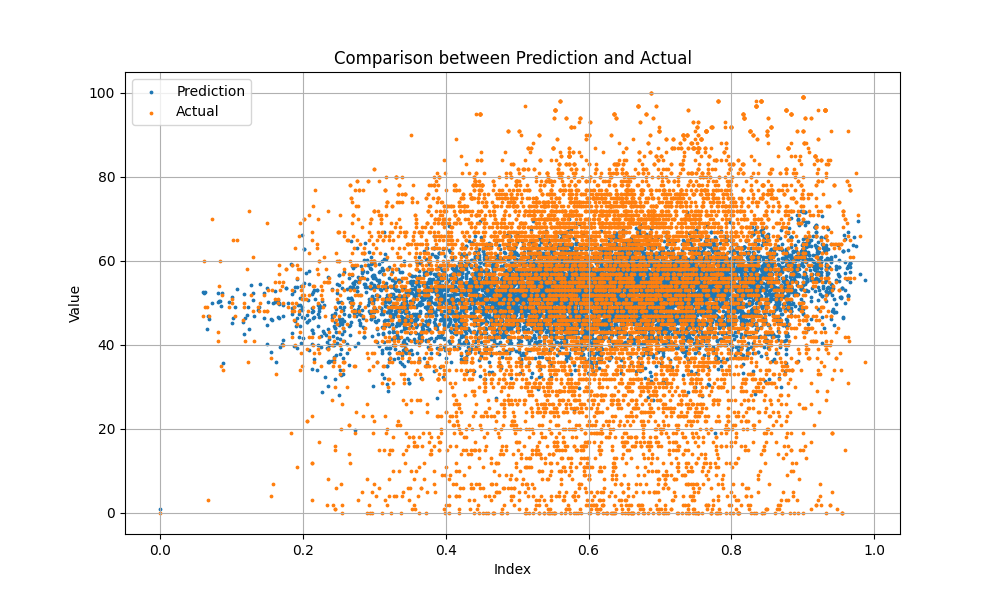 Comparison between Prediction and Actual
Prediction
Actual
100
80
60
40
20
0
Value
0.0 0.2 0.4 0.6 0.8 1.0
Index